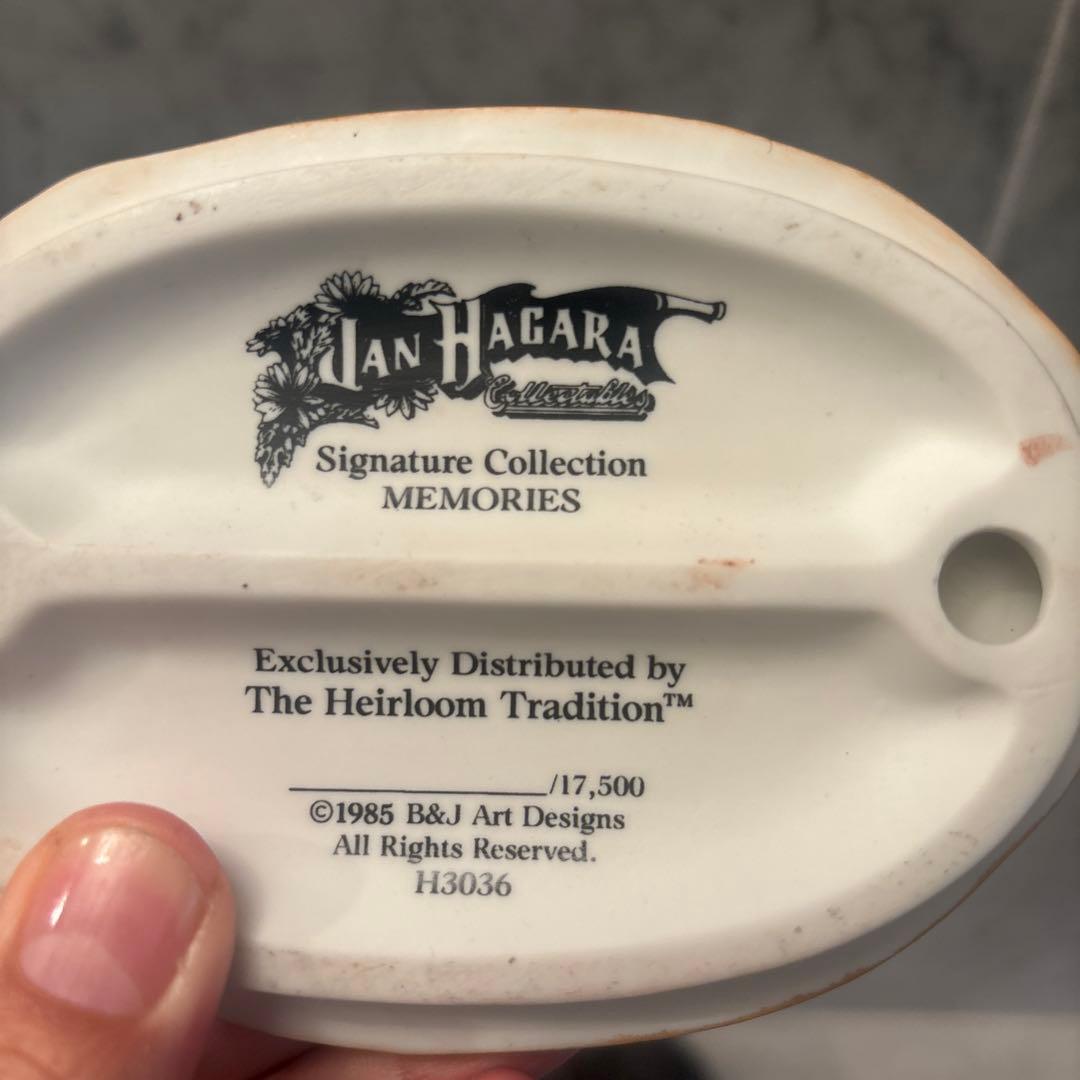 JAN HAGARA
Collectables
Signature Collection
MEMORIES
Exclusively Distributed by
The Heirloom Tradition™
____________________/17,500
©1985 B&J Art Designs
All Rights Reserved.
H3036